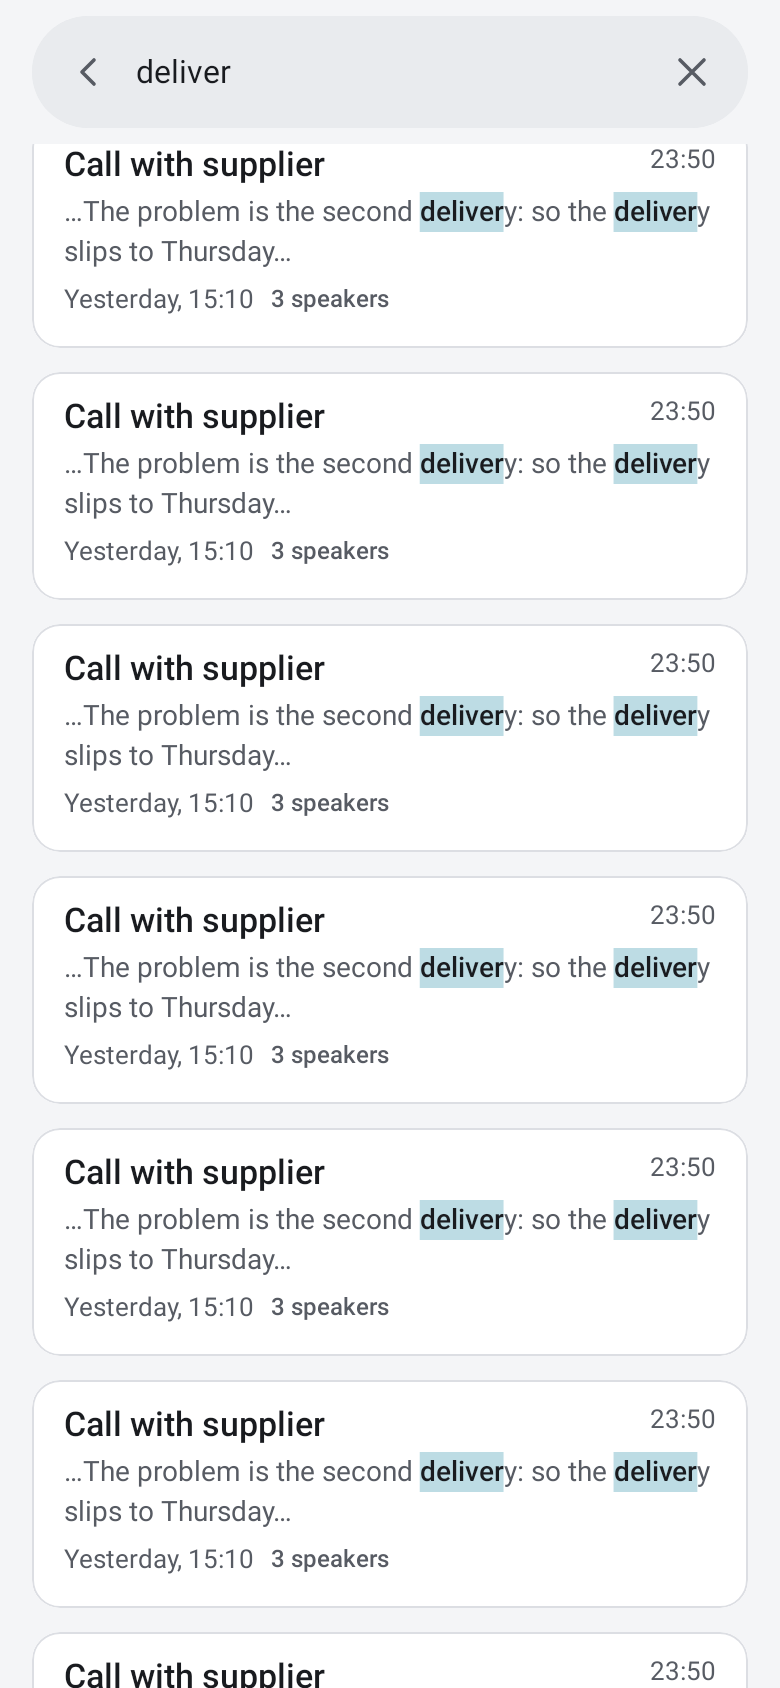 deliver
Call with supplier 23:50
…The problem is the second delivery: so the delivery
slips to Thursday…
Yesterday, 15:10 3 speakers
Call with supplier 23:50
…The problem is the second delivery: so the delivery
slips to Thursday…
Yesterday, 15:10 3 speakers
Call with supplier 23:50
…The problem is the second delivery: so the delivery
slips to Thursday…
Yesterday, 15:10 3 speakers
Call with supplier 23:50
…The problem is the second delivery: so the delivery
slips to Thursday…
Yesterday, 15:10 3 speakers
Call with supplier 23:50
…The problem is the second delivery: so the delivery
slips to Thursday…
Yesterday, 15:10 3 speakers
Call with supplier 23:50
…The problem is the second delivery: so the delivery
slips to Thursday…
Yesterday, 15:10 3 speakers
Call with supplier 23:50